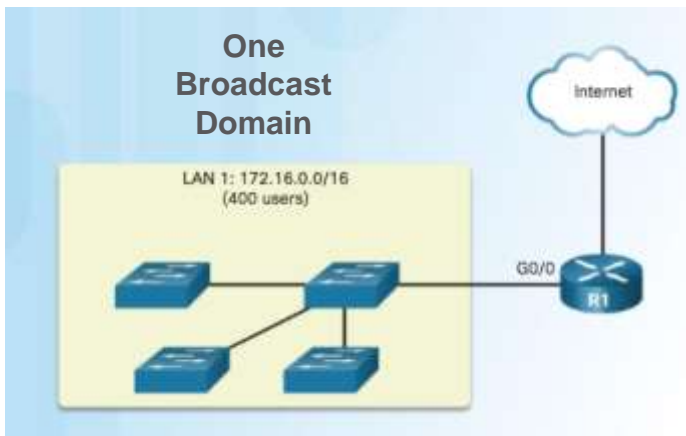 One
Broadcast
Domain
Internet
LAN 1: 172.16.0.0/16
(400 users)
G0/0
R1